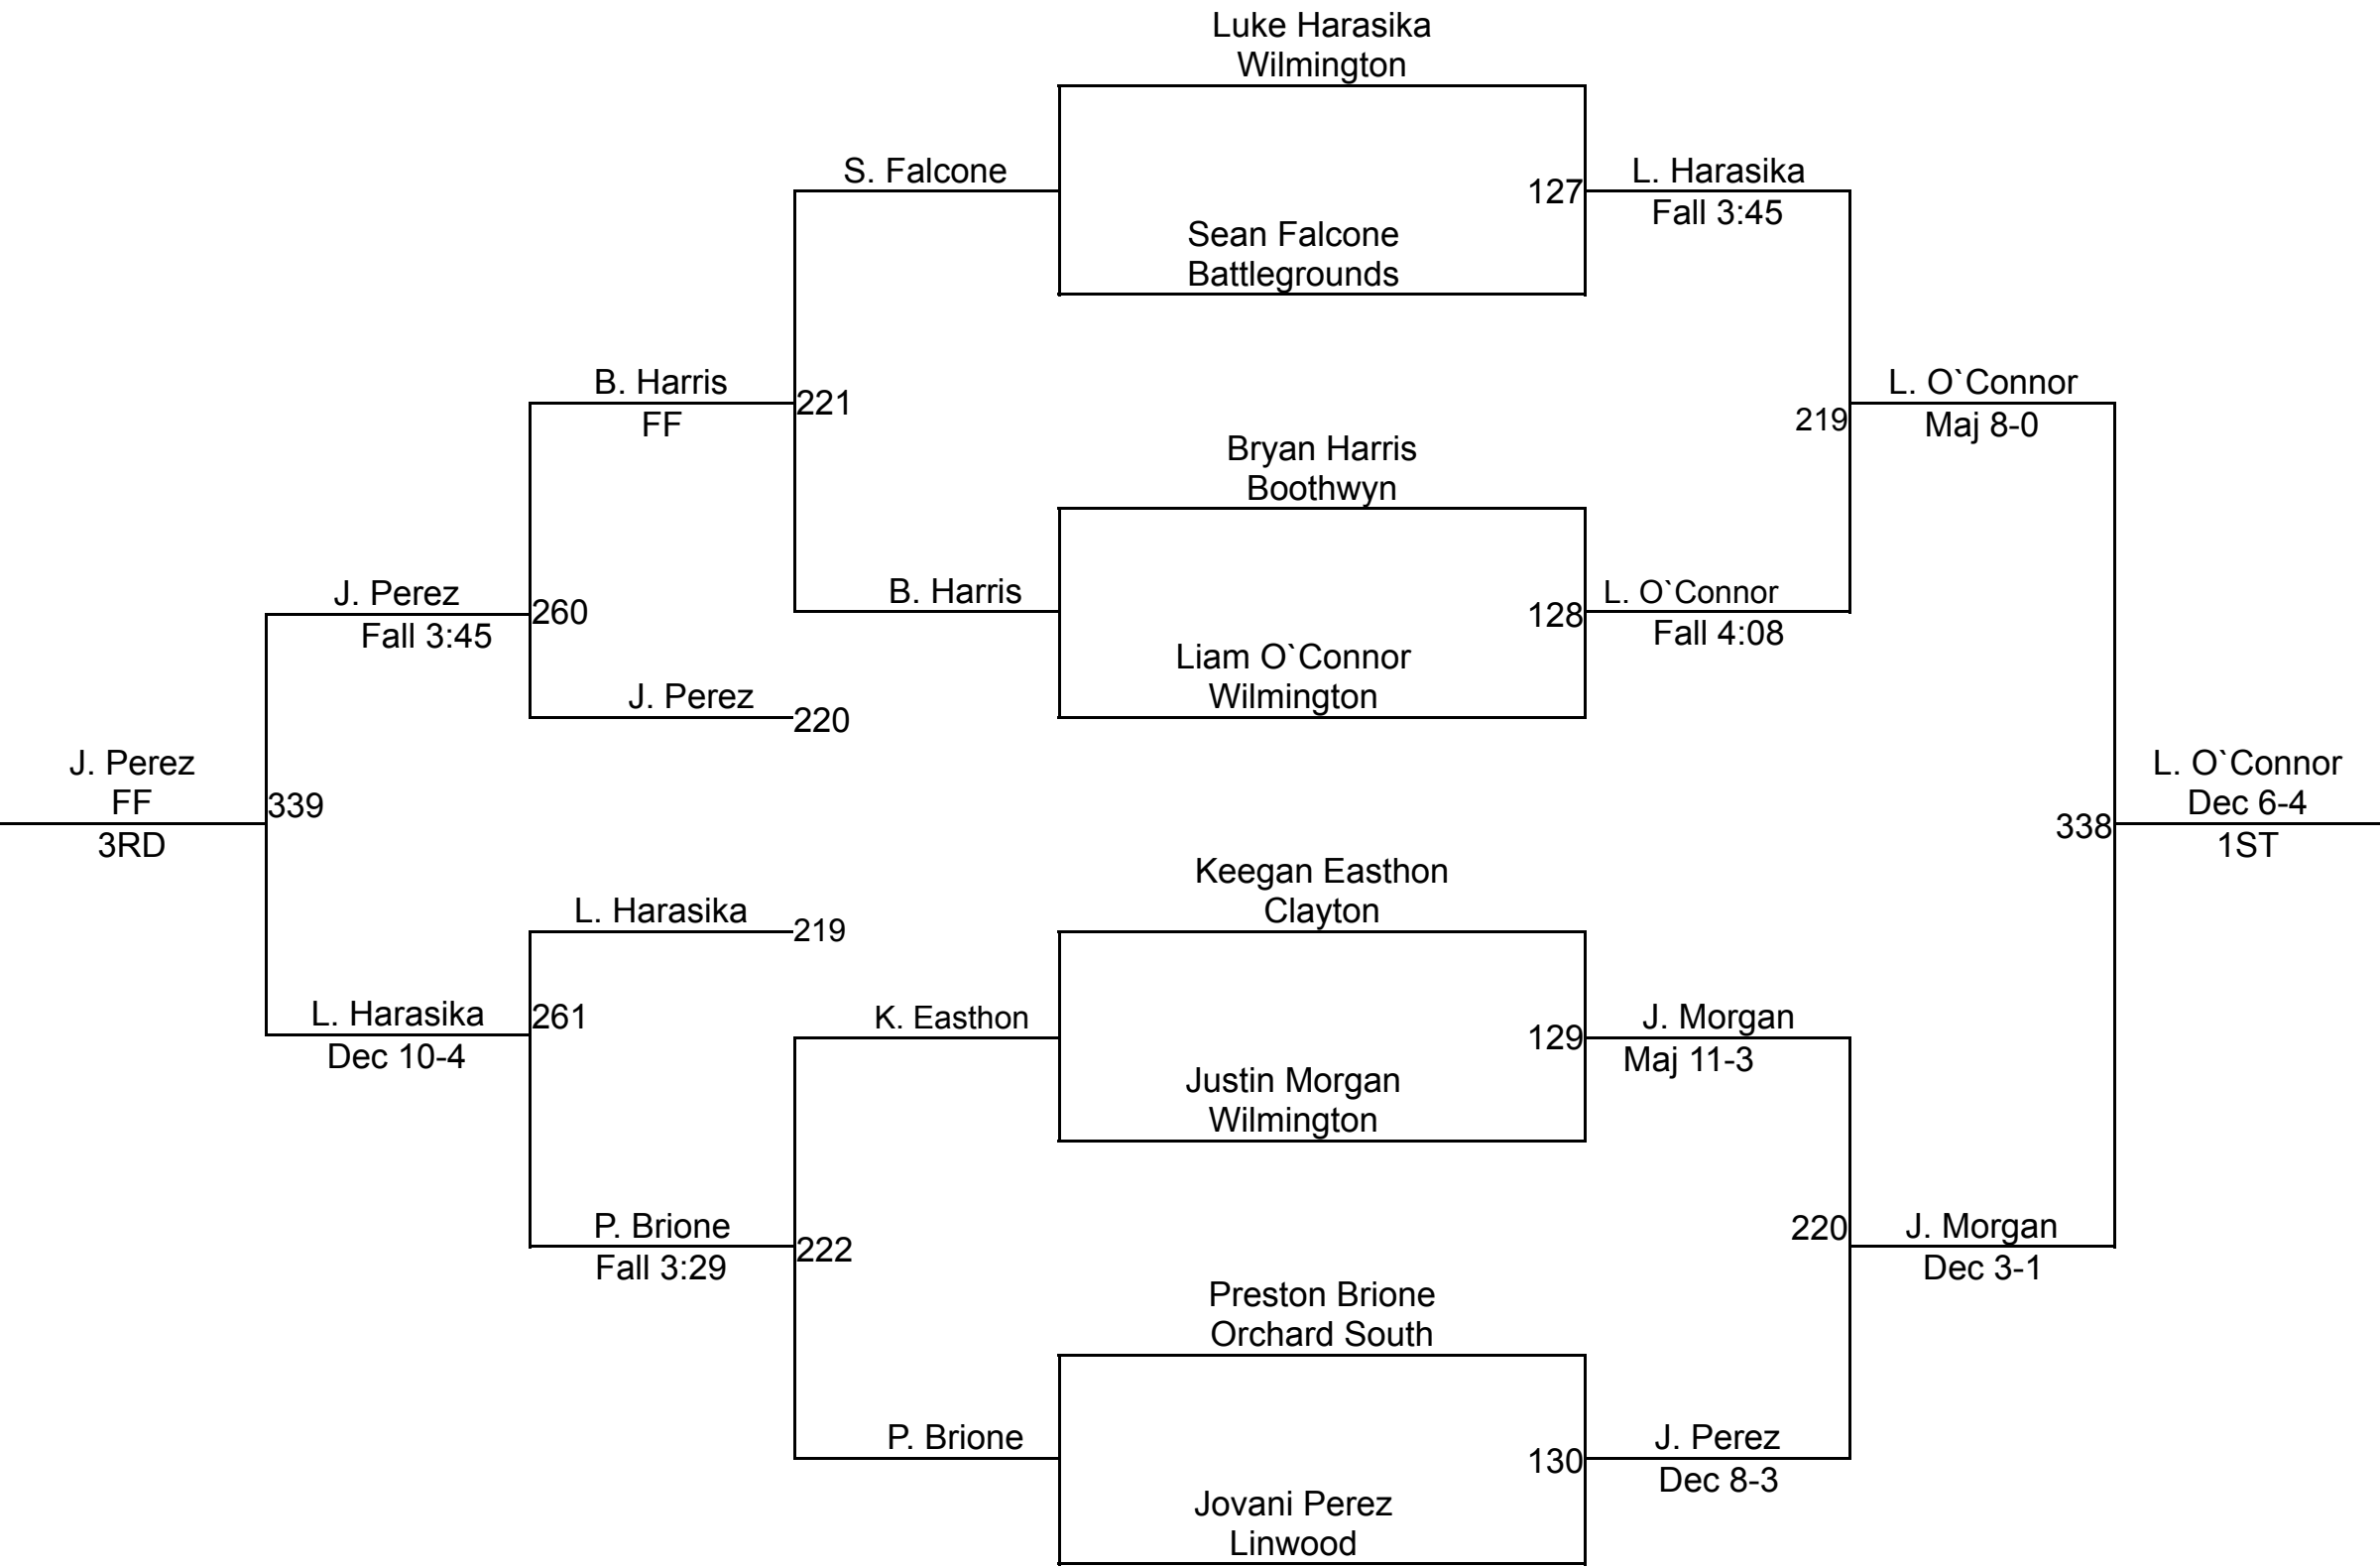 Luke Harasika
Wilmington
S. Falcone
127
L. Harasika
Fall 3:45
Sean Falcone
Battlegrounds
B. Harris
FF
221
219
L. O`Connor
Maj 8-0
Bryan Harris
Boothwyn
J. Perez
Fall 3:45
260
B. Harris
128
L. O`Connor
Fall 4:08
Liam O`Connor
Wilmington
J. Perez
220
J. Perez
FF
3RD
339
338
L. O`Connor
Dec 6-4
1ST
Keegan Easthon
Clayton
L. Harasika
219
L. Harasika
Dec 10-4
261
K. Easthon
129
J. Morgan
Maj 11-3
Justin Morgan
Wilmington
P. Brione
Fall 3:29
222
220
J. Morgan
Dec 3-1
Preston Brione
Orchard South
P. Brione
130
J. Perez
Dec 8-3
Jovani Perez
Linwood